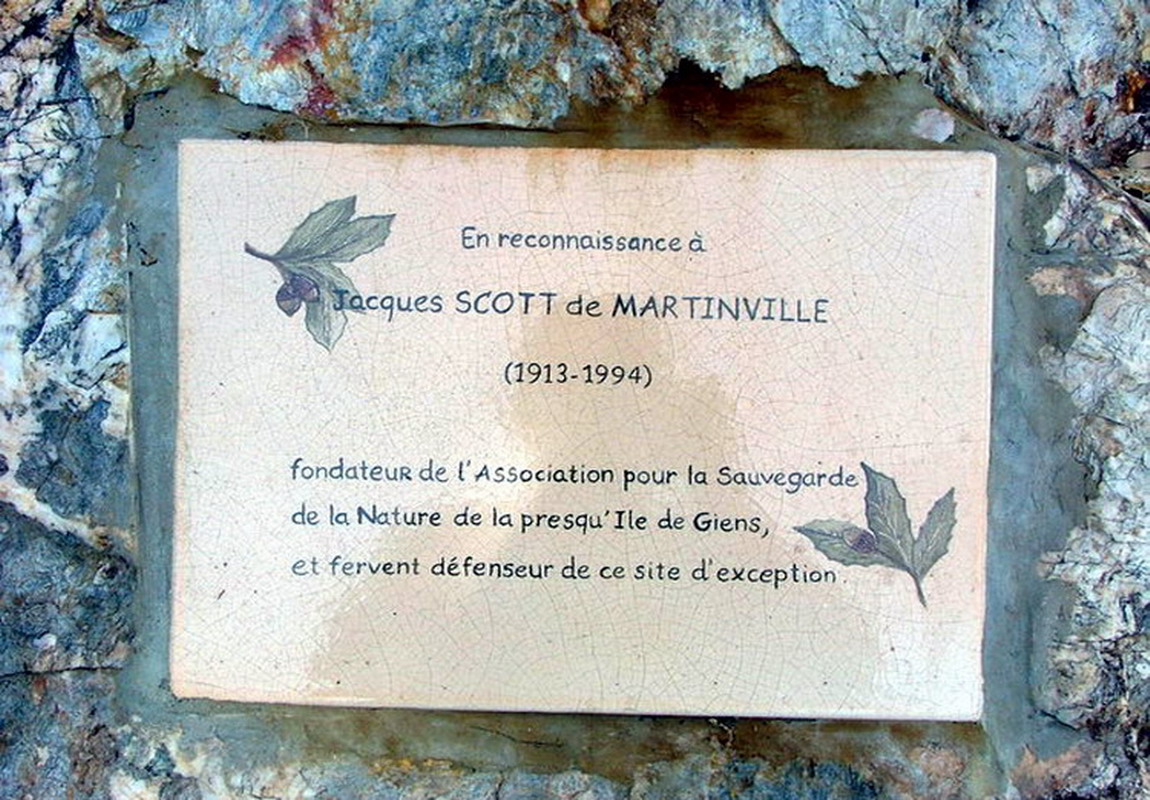 En reconnaissance à
Jacques SCOTT de MARTINVILLE
(1913-1994)
fondateur de l'Association pour la Sauvegarde
de la Nature de la presqu'Ile de Giens,
et fervent défenseur de ce site d'exception.